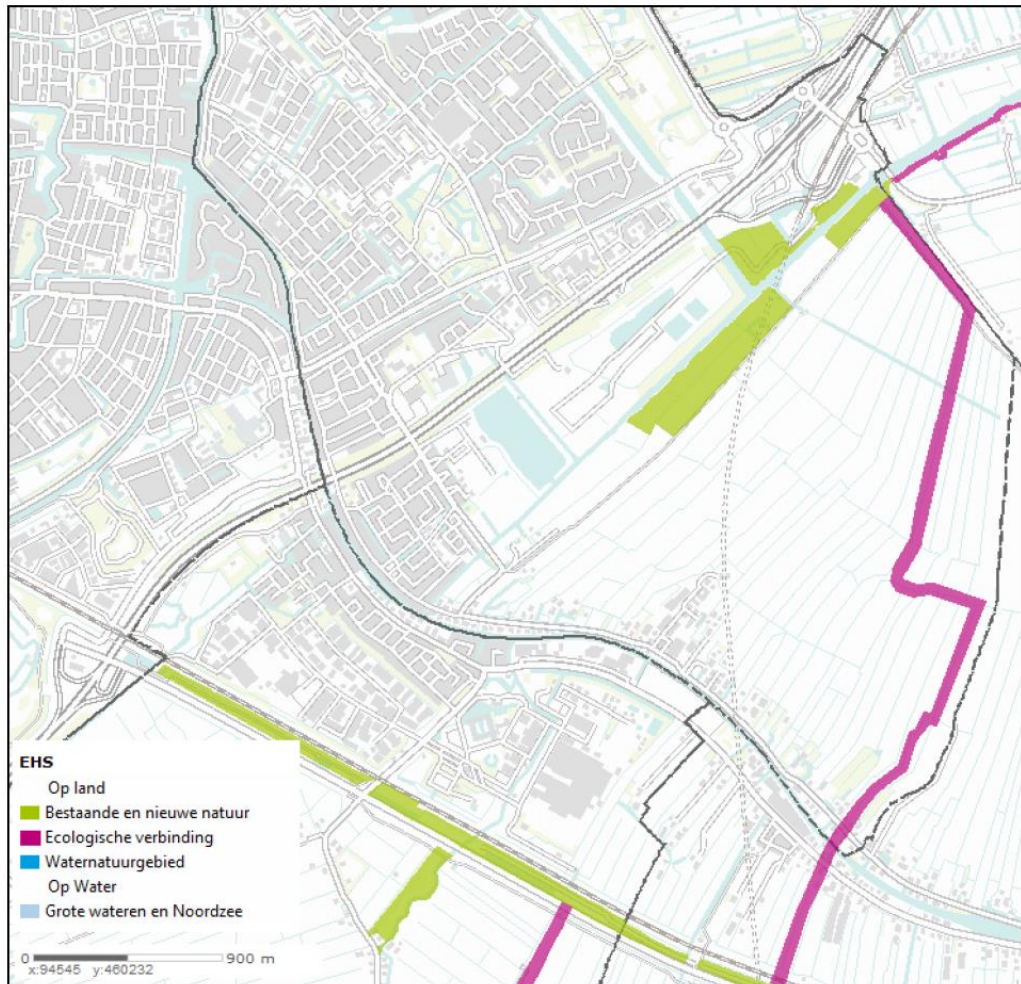 EHS
Op land
Bestaande en nieuwe natuur
Ecologische verbinding
Waternatuurgebied
Op Water
Grote wateren en Noordzee
0 900 m
x:94545 y:460232